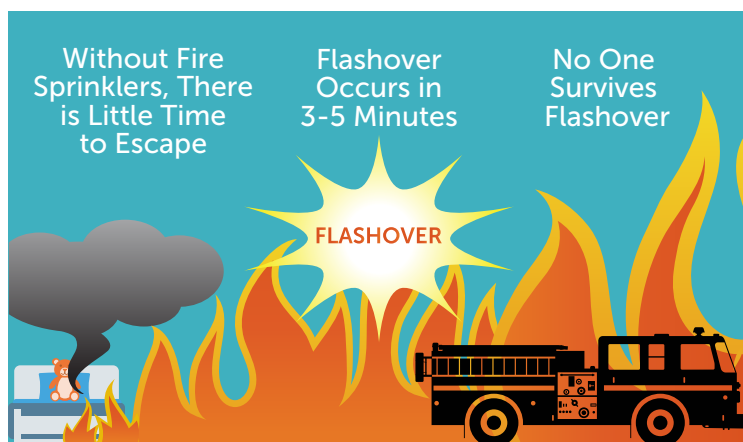 Without Fire
Sprinklers, There
is Little Time
to Escape
Flashover
Occurs in
3-5 Minutes
No One
Survives
Flashover
FLASHOVER